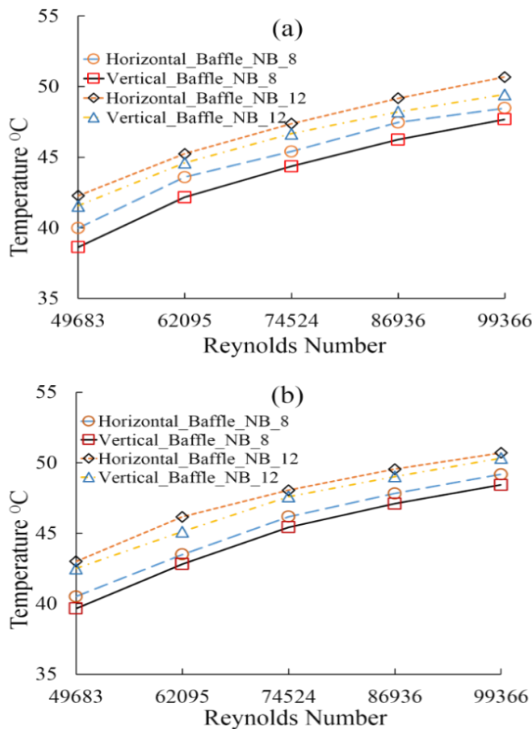 (a)
55
50
45
40
35
Temperature ⁰C
Horizontal_Baffle_NB_8
Vertical_Baffle_NB_8
Horizontal_Baffle_NB_12
Vertical_Baffle_NB_12
49683 62095 74524 86936 99366
Reynolds Number
(b)
55
50
45
40
35
Temperature ⁰C
Horizontal_Baffle_NB_8
Vertical_Baffle_NB_8
Horizontal_Baffle_NB_12
Vertical_Baffle_NB_12
49683 62095 74524 86936 99366
Reynolds Number